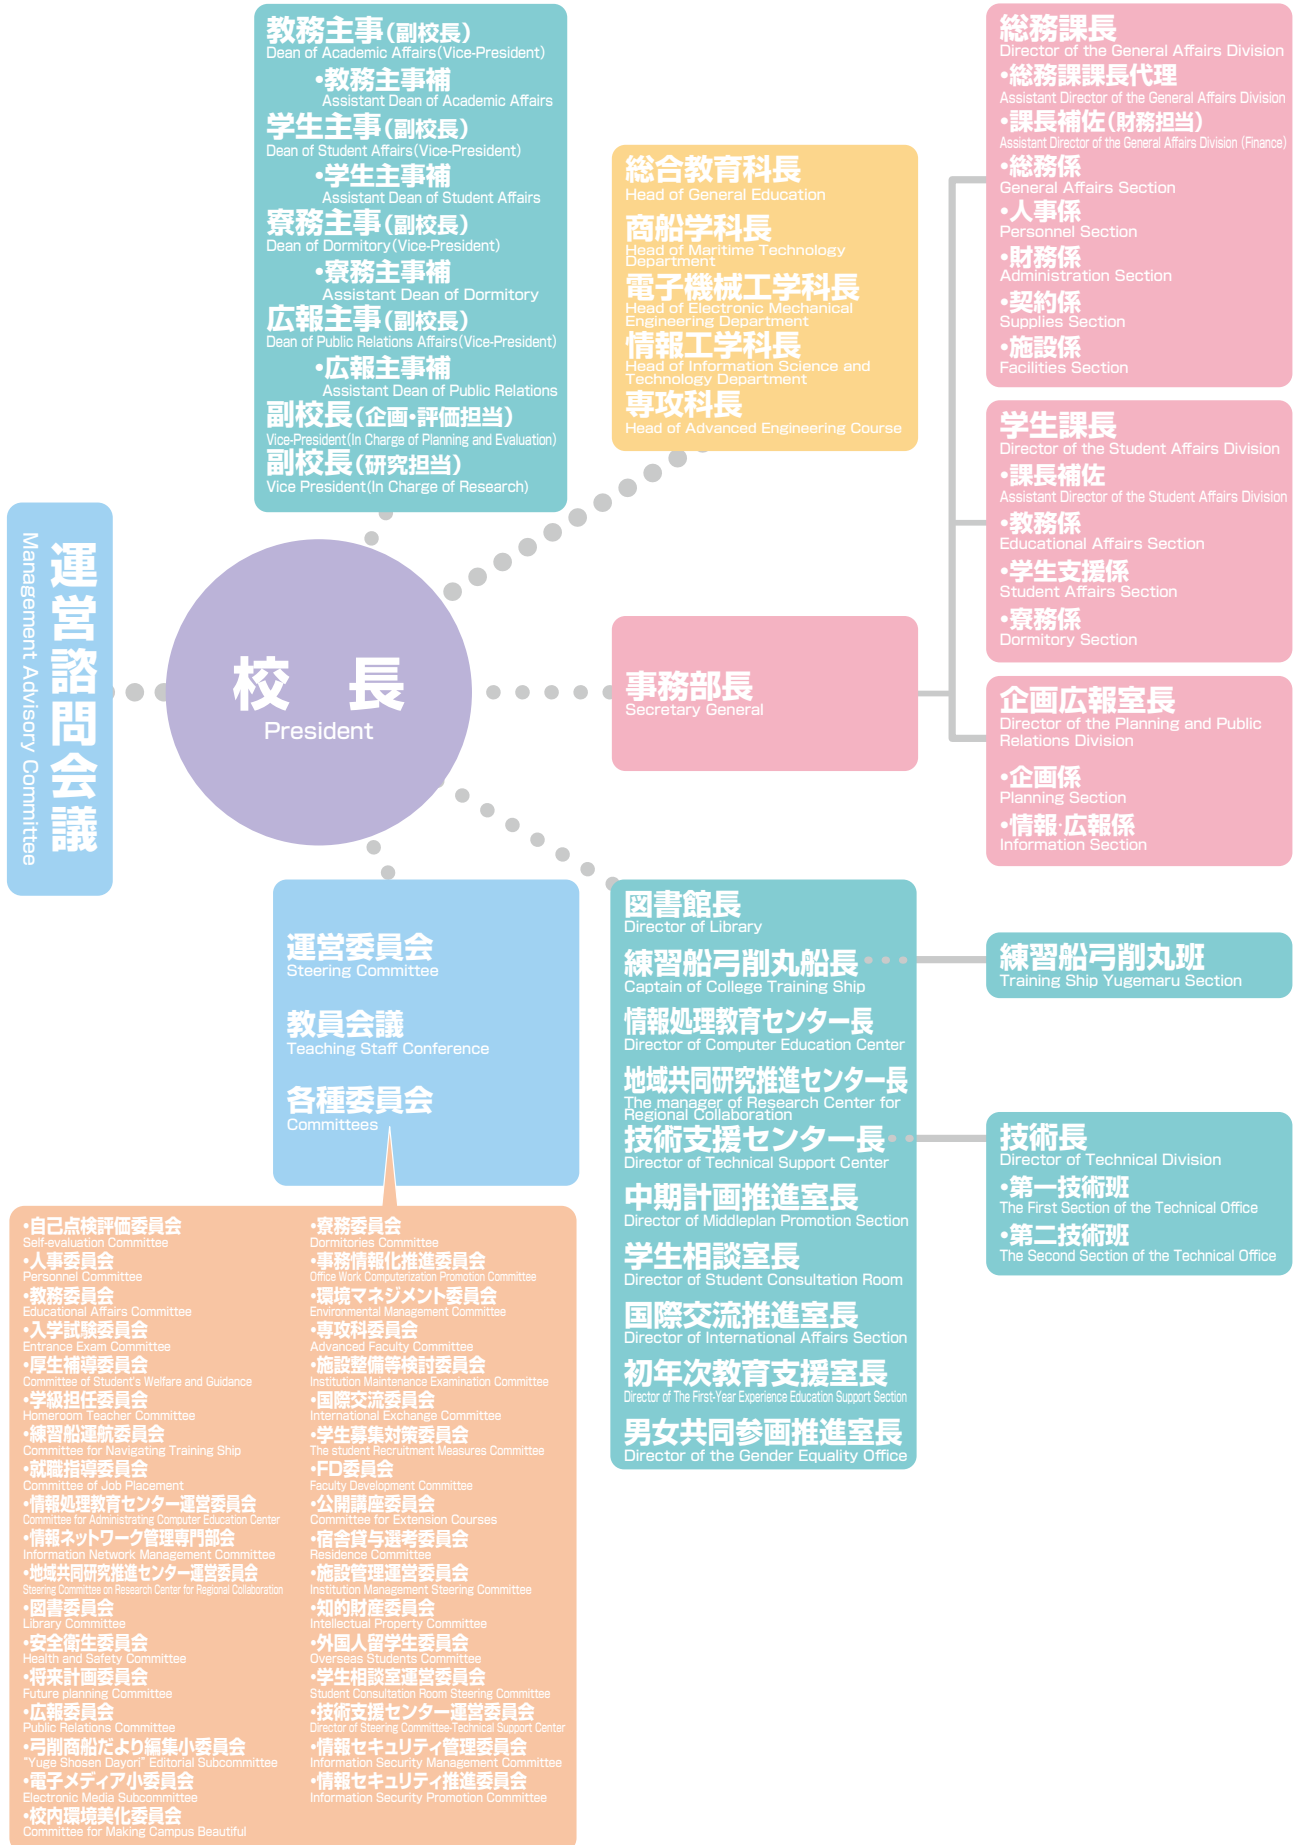 教務主事(副校長)
Dean of Academic Affairs(Vice-President)
・教務主事補
Assistant Dean of Academic Affairs
学生主事(副校長)
Dean of Student Affairs(Vice-President)
・学生主事補
Assistant Dean of Student Affairs
寮務主事(副校長)
Dean of Dormitory(Vice-President)
・寮務主事補
Assistant Dean of Dormitory
広報主事(副校長)
Dean of Public Relations Affairs(Vice-President)
・広報主事補
Assistant Dean of Public Relations
副校長(企画・評価担当)
Vice-President(In Charge of Planning and Evaluation)
副校長(研究担当)
Vice President(In Charge of Research)
総合教育科長
Head of General Education
商船学科長
Head of Maritime Technology
Department
電子機械工学科長
Head of Electronic Mechanical
Engineering Department
情報工学科長
Head of Information Science and
Technology Department
専攻科長
Head of Advanced Engineering Course
総務課長
Director of the General Affairs Division
・総務課課長代理
Assistant Director of the General Affairs Division
・課長補佐(財務担当)
Assistant Director of the General Affairs Division (Finance)
・総務係
General Affairs Section
・人事係
Personnel Section
・財務係
Administration Section
・契約係
Supplies Section
・施設係
Facilities Section
学生課長
Director of the Student Affairs Division
・課長補佐
Assistant Director of the Student Affairs Division
・教務係
Educational Affairs Section
・学生支援係
Student Affairs Section
・寮務係
Dormitory Section
企画広報室長
Director of the Planning and Public
Relations Division
・企画係
Planning Section
・情報・広報係
Information Section
運営諮問会議
Management Advisory Committee
校 長
President
事務部長
Secretary General
運営委員会
Steering Committee
教員会議
Teaching Staff Conference
各種委員会
Committees
図書館長
Director of Library
練習船弓削丸船長
Captain of College Training Ship
情報処理教育センター長
Director of Computer Education Center
地域共同研究推進センター長
The manager of Research Center for
Regional Collaboration
技術支援センター長
Director of Technical Support Center
中期計画推進室長
Director of Middleplan Promotion Section
学生相談室長
Director of Student Consultation Room
国際交流推進室長
Director of International Affairs Section
初年次教育支援室長
Director of The First-Year Experience Education Support Section
男女共同参画推進室長
Director of the Gender Equality Office
練習船弓削丸班
Training Ship Yugemaru Section
技術長
Director of Technical Division
・第一技術班
The First Section of the Technical Office
・第二技術班
The Second Section of the Technical Office
・自己点検評価委員会
Self-evaluation Committee
・人事委員会
Personnel Committee
・教務委員会
Educational Affairs Committee
・入学試験委員会
Entrance Exam Committee
・厚生補導委員会
Committee of Student's Welfare and Guidance
・学級担任委員会
Homeroom Teacher Committee
・練習船運航委員会
Committee for Navigating Training Ship
・就職指導委員会
Committee of Job Placement
・情報処理教育センター運営委員会
Committee for Administrating Computer Education Center
・情報ネットワーク管理専門部会
Information Network Management Committee
・地域共同研究推進センター運営委員会
Steering Committee on Research Center for Regional Collaboration
・図書委員会
Library Committee
・安全衛生委員会
Health and Safety Committee
・将来計画委員会
Future planning Committee
・広報委員会
Public Relations Committee
・弓削商船だより編集小委員会
"Yuge Shosen Dayori" Editorial Subcommittee
・電子メディア小委員会
Electronic Media Subcommittee
・校内環境美化委員会
Committee for Making Campus Beautiful
・寮務委員会
Dormitories Committee
・事務情報化推進委員会
Office Work Computerization Promotion Committee
・環境マネジメント委員会
Environmental Management Committee
・専攻科委員会
Advanced Faculty Committee
・施設整備等検討委員会
Institution Maintenance Examination Committee
・国際交流委員会
International Exchange Committee
・学生募集対策委員会
The student Recruitment Measures Committee
・FD委員会
Faculty Development Committee
・公開講座委員会
Committee for Extension Courses
・宿舎貸与選考委員会
Residence Committee
・施設管理運営委員会
Institution Management Steering Committee
・知的財産委員会
Intellectual Property Committee
・外国人留学生委員会
Overseas Students Committee
・学生相談室運営委員会
Student Consultation Room Steering Committee
・技術支援センター運営委員会
Director of Steering Committee-Technical Support Center
・情報セキュリティ管理委員会
Information Security Management Committee
・情報セキュリティ推進委員会
Information Security Promotion Committee